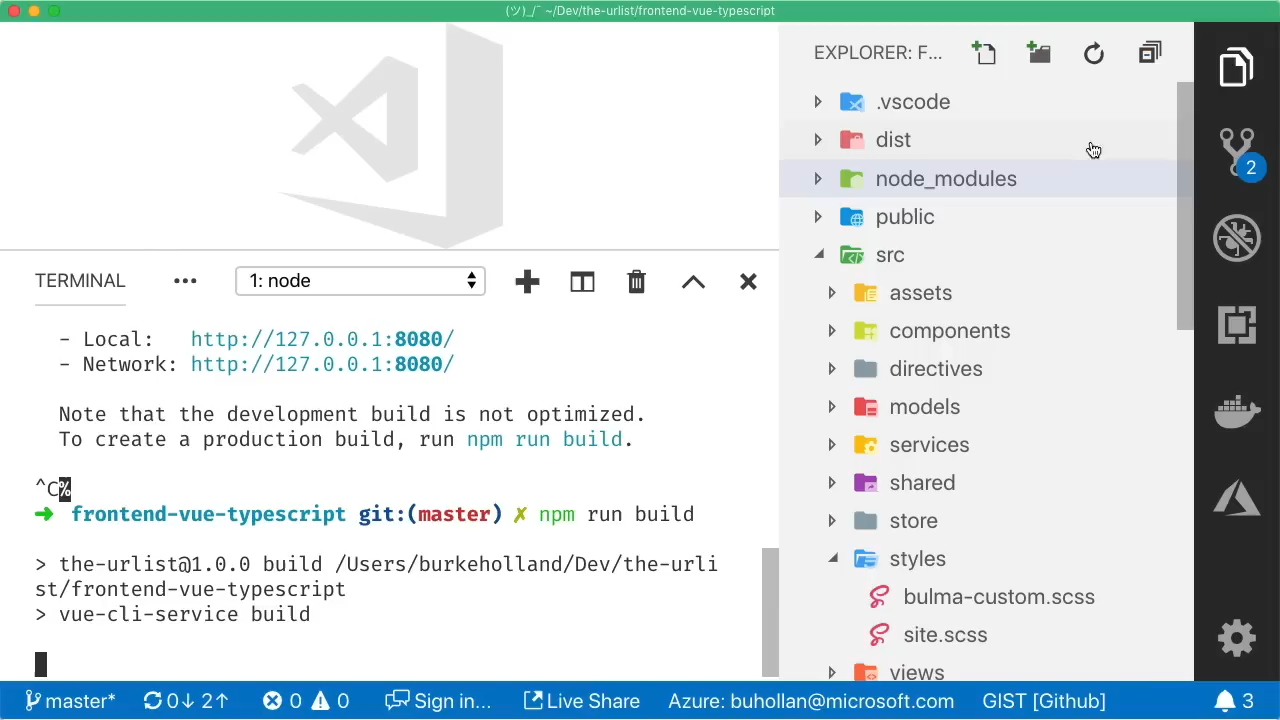 (ツ)_/¯ ~/Dev/the-urlist/frontend-vue-typescript
EXPLORER: F...
.vscode
dist
node_modules
public
src
assets
components
directives
models
services
shared
store
styles
bulma-custom.scss
site.scss
views
2
TERMINAL
1: node
- Local: http://127.0.0.1:8080/
- Network: http://127.0.0.1:8080/
Note that the development build is not optimized.
To create a production build, run npm run build.
^C%
➜ frontend-vue-typescript git:(master) ✗ npm run build
> the-urlist@1.0.0 build /Users/burkeholland/Dev/the-urli
st/frontend-vue-typescript
> vue-cli-service build
master* 0↓ 2↑ 0 0 Sign in... Live Share Azure: buhollan@microsoft.com GIST [Github] 3